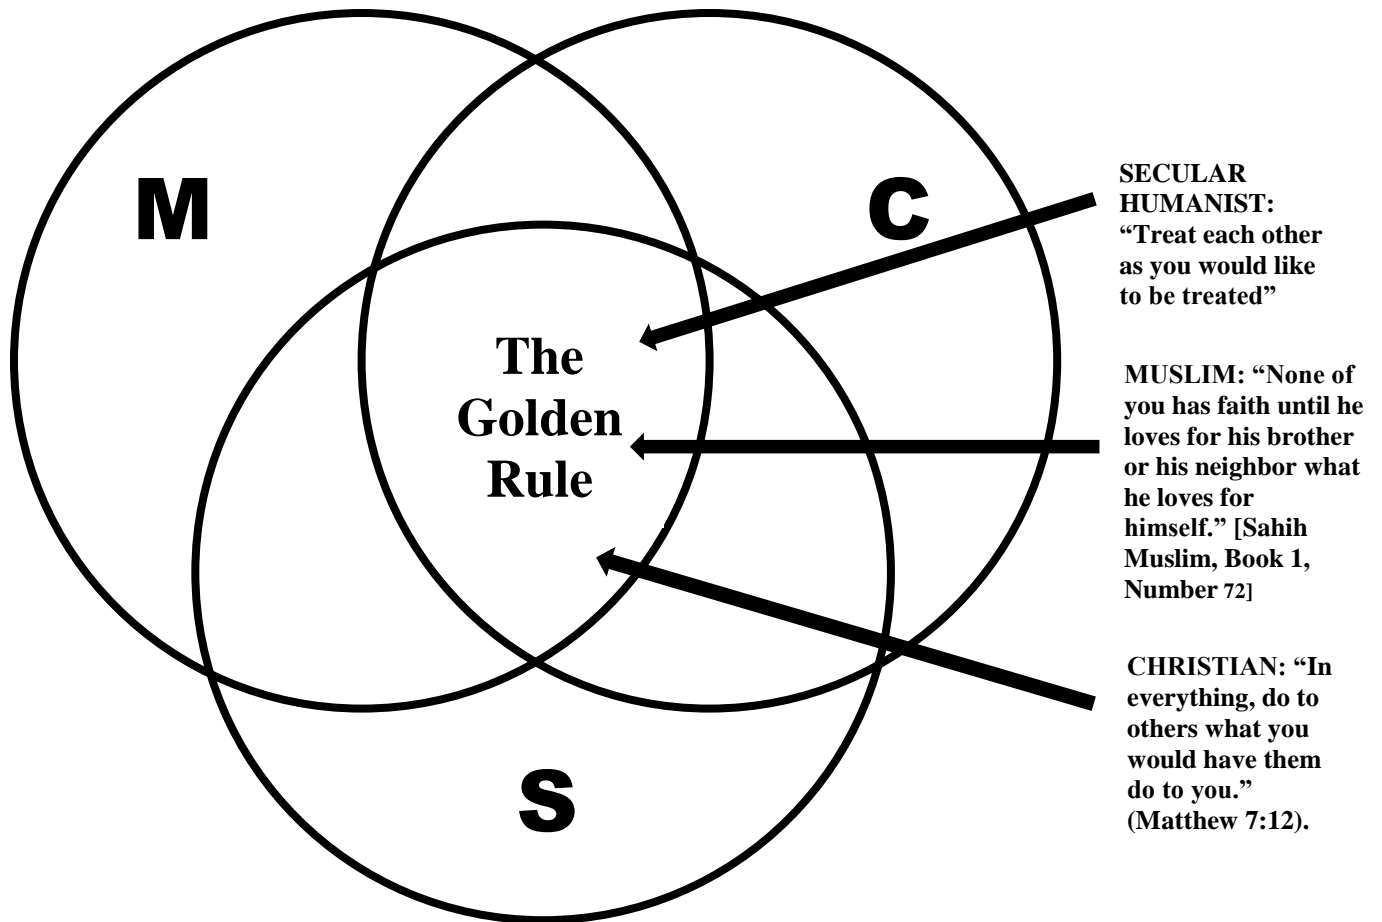 M
C
S
The
Golden
Rule
SECULAR
HUMANIST:
“Treat each other
as you would like
to be treated”
MUSLIM: “None of
you has faith until he
loves for his brother
or his neighbor what
he loves for
himself.” [Sahih
Muslim, Book 1,
Number 72]
CHRISTIAN: “In
everything, do to
others what you
would have them
do to you.”
(Matthew 7:12).